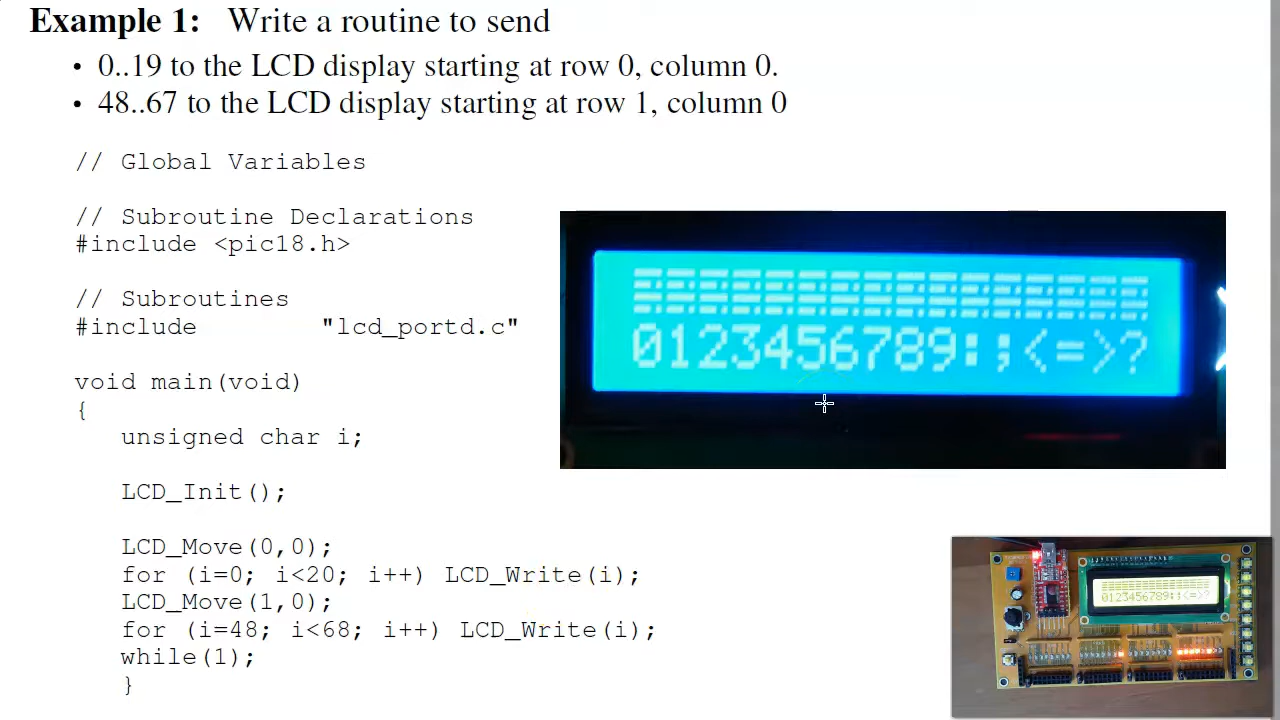 Example 1: Write a routine to send
• 0..19 to the LCD display starting at row 0, column 0.
• 48..67 to the LCD display starting at row 1, column 0
// Global Variables
// Subroutine Declarations
#include <pic18.h>
// Subroutines
#include "lcd_portd.c"
void main(void)
{
unsigned char i;
LCD_Init();
LCD_Move(0,0);
for (i=0; i<20; i++) LCD_Write(i);
LCD_Move(1,0);
for (i=48; i<68; i++) LCD_Write(i);
while(1);
}
0123456789:;<=>?
0123456789:;<=>?